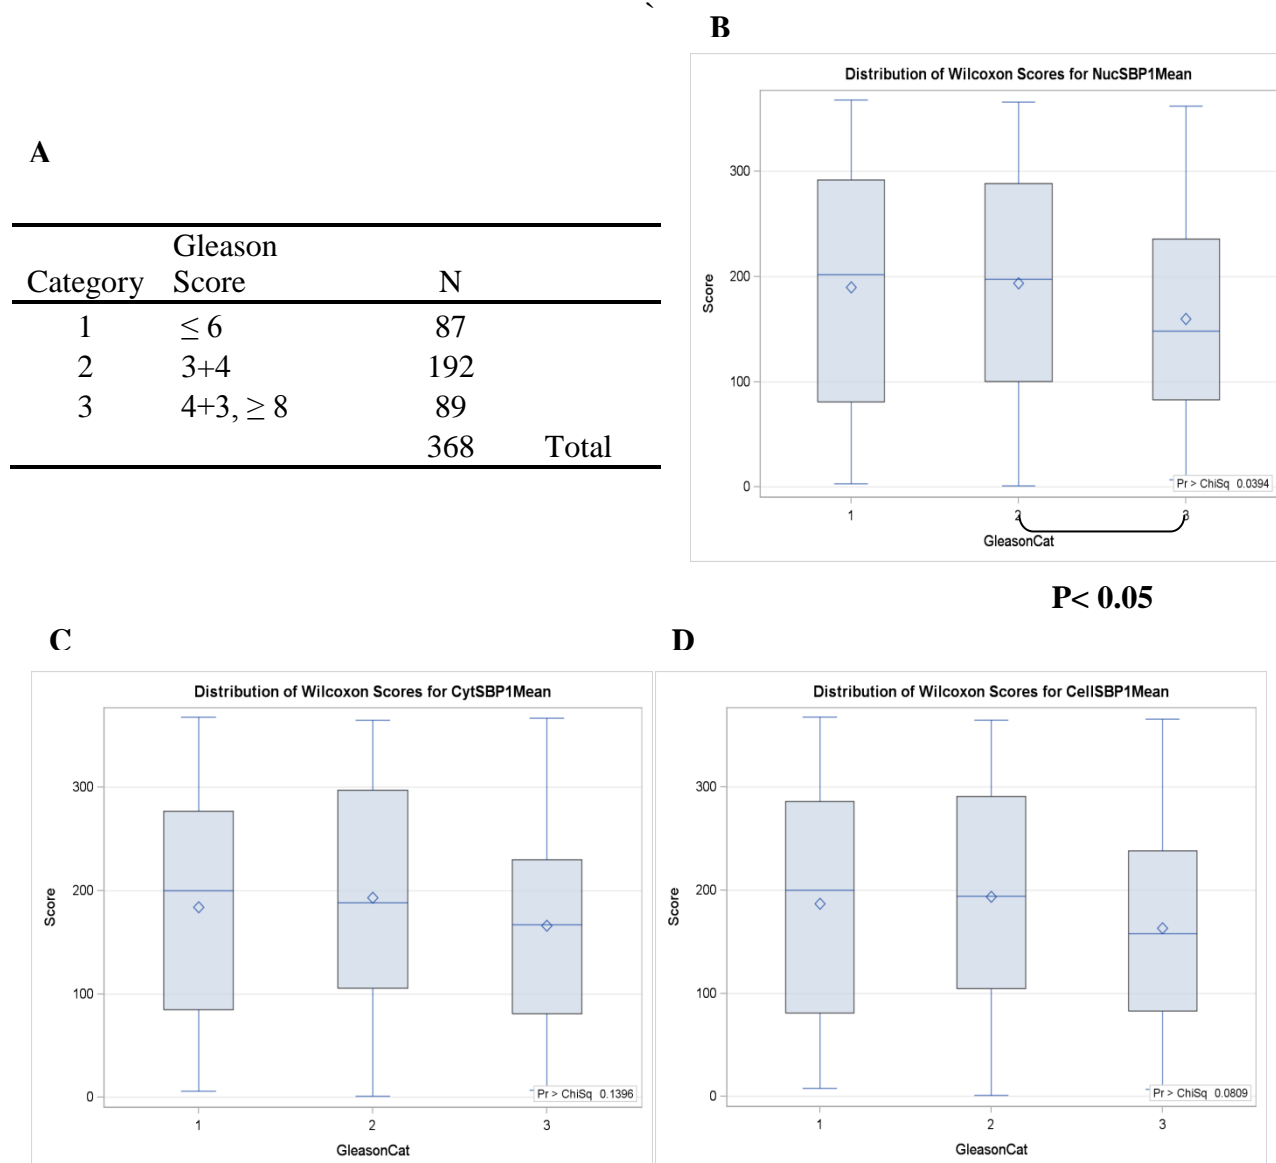 `
A
Gleason
Category Score N
1 ≤ 6 87
2 3+4 192
3 4+3, ≥ 8 89
368 Total
B
Distribution of Wilcoxon Scores for NucSBP1Mean
Score
300
200
100
0
Pr > ChiSq 0.0394
1 2 3
GleasonCat
P< 0.05
C
Distribution of Wilcoxon Scores for CytSBP1Mean
Score
300
200
100
0
Pr > ChiSq 0.1396
1 2 3
GleasonCat
D
Distribution of Wilcoxon Scores for CellSBP1Mean
Score
300
200
100
0
Pr > ChiSq 0.0809
1 2 3
GleasonCat